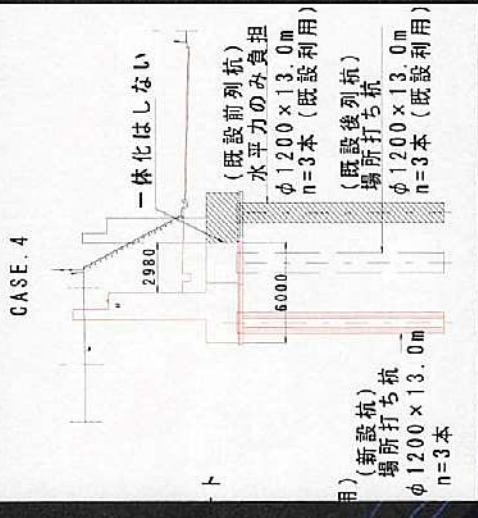 CASE.4
一体化はしない
2980
6000
(既設前列杭)
水平力のみ負担
φ1200×13.0m
n=3本(既設利用)
(既設後列杭)
場所打ち杭
φ1200×13.0m
n=3本(既設利用)
ト
用)
(新設杭)
場所打ち杭
φ1200×13.0m
n=3本